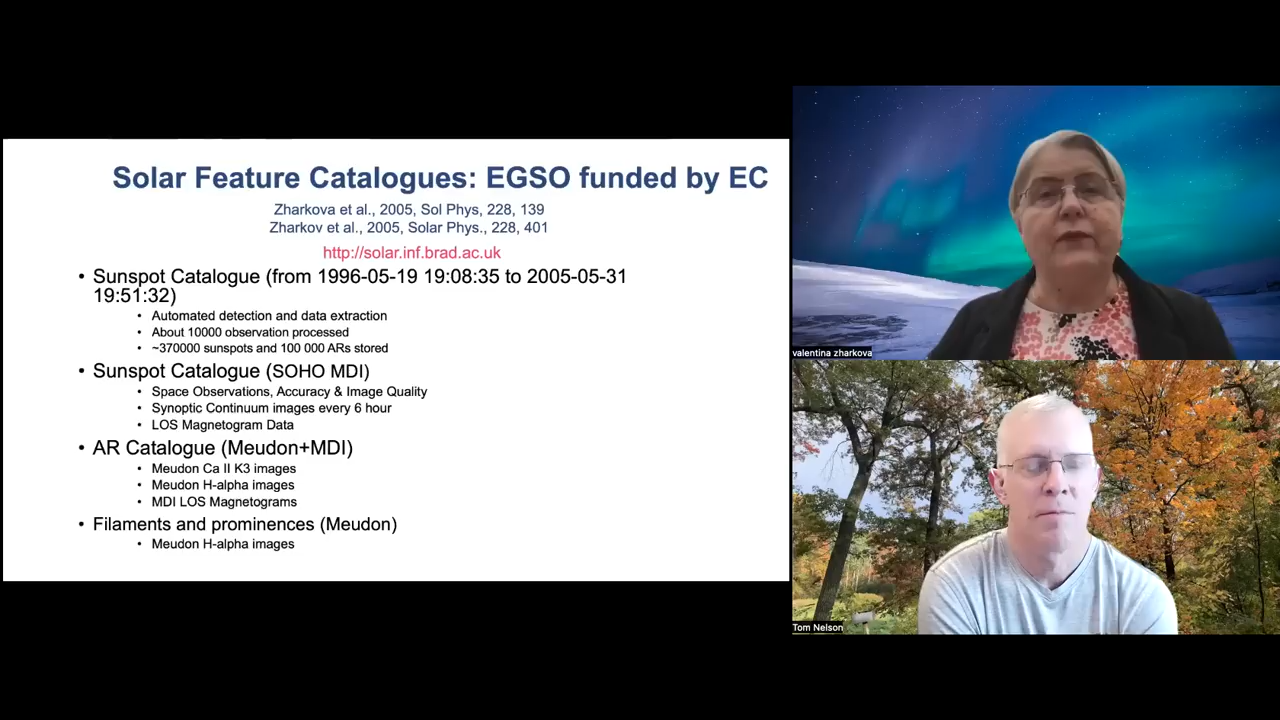 Solar Feature Catalogues: EGSO funded by EC
Zharkova et al., 2005, Sol Phys, 228, 139
Zharkov et al., 2005, Solar Phys., 228, 401
http://solar.inf.brad.ac.uk
• Sunspot Catalogue (from 1996-05-19 19:08:35 to 2005-05-31
19:51:32)
• Automated detection and data extraction
• About 10000 observation processed
• ~370000 sunspots and 100 000 ARs stored
• Sunspot Catalogue (SOHO MDI)
• Space Observations, Accuracy & Image Quality
• Synoptic Continuum images every 6 hour
• LOS Magnetogram Data
• AR Catalogue (Meudon+MDI)
• Meudon Ca II K3 images
• Meudon H-alpha images
• MDI LOS Magnetograms
• Filaments and prominences (Meudon)
• Meudon H-alpha images
valentina zharkova
Tom Nelson